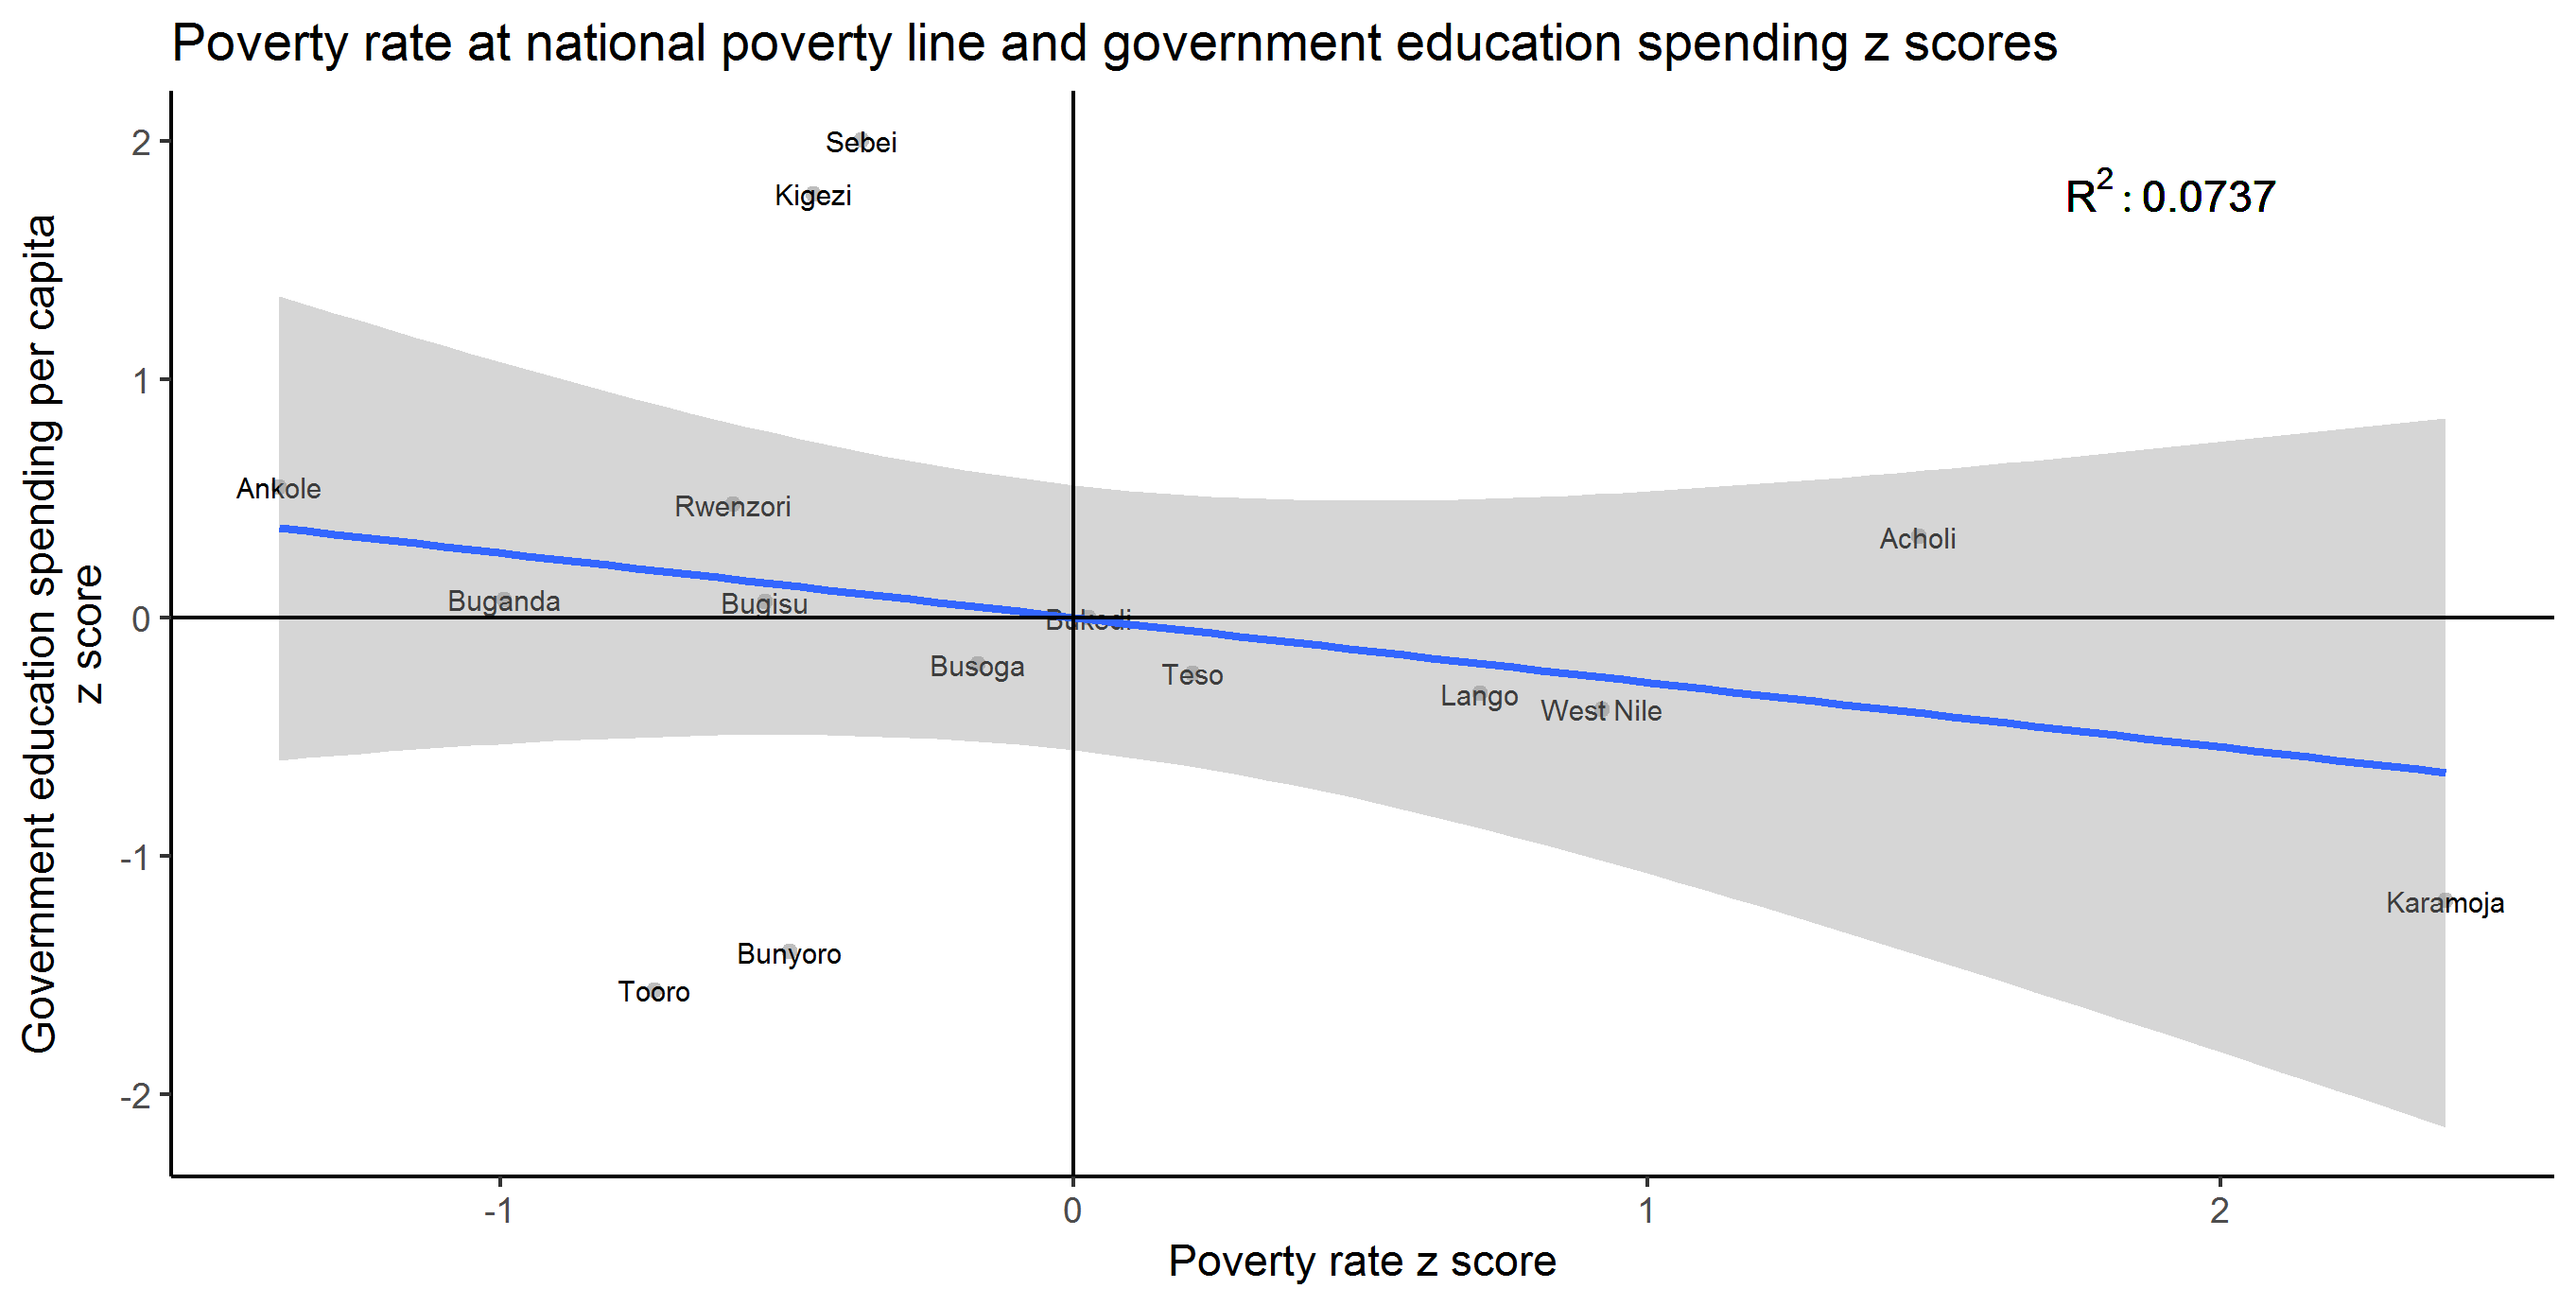 Poverty rate at national poverty line and government education spending z scores
Government education spending per capita
z score
2
1
0
-1
-2
Sebei
Kigezi
R²: 0.0737
Ankole
Rwenzori
Acholi
Buganda
Bugisu
Bukedi
Busoga
Teso
Lango
West Nile
Karamoja
Bunyoro
Tooro
-1
0
1
2
Poverty rate z score